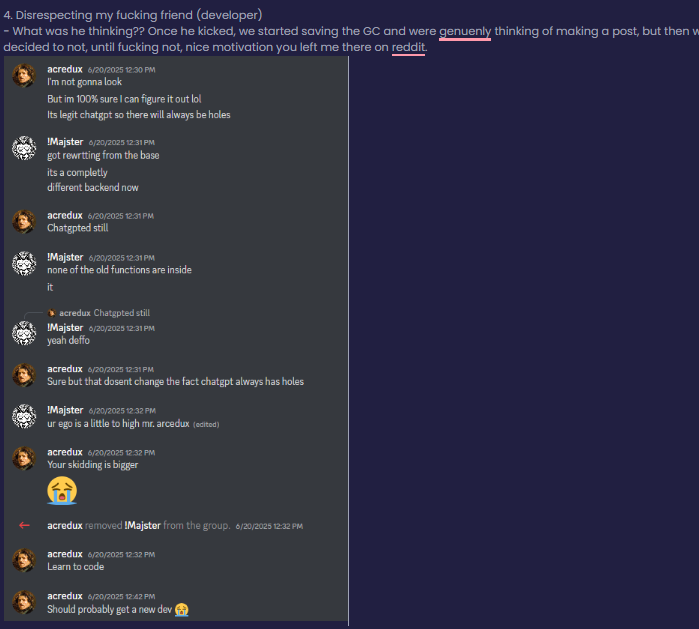 4. Disrespecting my fucking friend (developer)
- What was he thinking?? Once he kicked, we started saving the GC and were genuenly thinking of making a post, but then w
decided to not, until fucking not, nice motivation you left me there on reddit.
acredux 6/20/2025 12:30 PM
I'm not gonna look
But im 100% sure I can figure it out lol
Its legit chatgpt so there will always be holes
!Majster 6/20/2025 12:31 PM
got rewrtting from the base
its a completly
different backend now
acredux 6/20/2025 12:31 PM
Chatgpted still
!Majster 6/20/2025 12:31 PM
none of the old functions are inside
it
acredux Chatgpted still
!Majster 6/20/2025 12:31 PM
yeah deffo
acredux 6/20/2025 12:31 PM
Sure but that dosent change the fact chatgpt always has holes
!Majster 6/20/2025 12:32 PM
ur ego is a little to high mr. arcedux (edited)
acredux 6/20/2025 12:32 PM
Your skidding is bigger
😭
acredux removed !Majster from the group. 6/20/2025 12:32 PM
acredux 6/20/2025 12:32 PM
Learn to code
acredux 6/20/2025 12:42 PM
Should probably get a new dev 😭